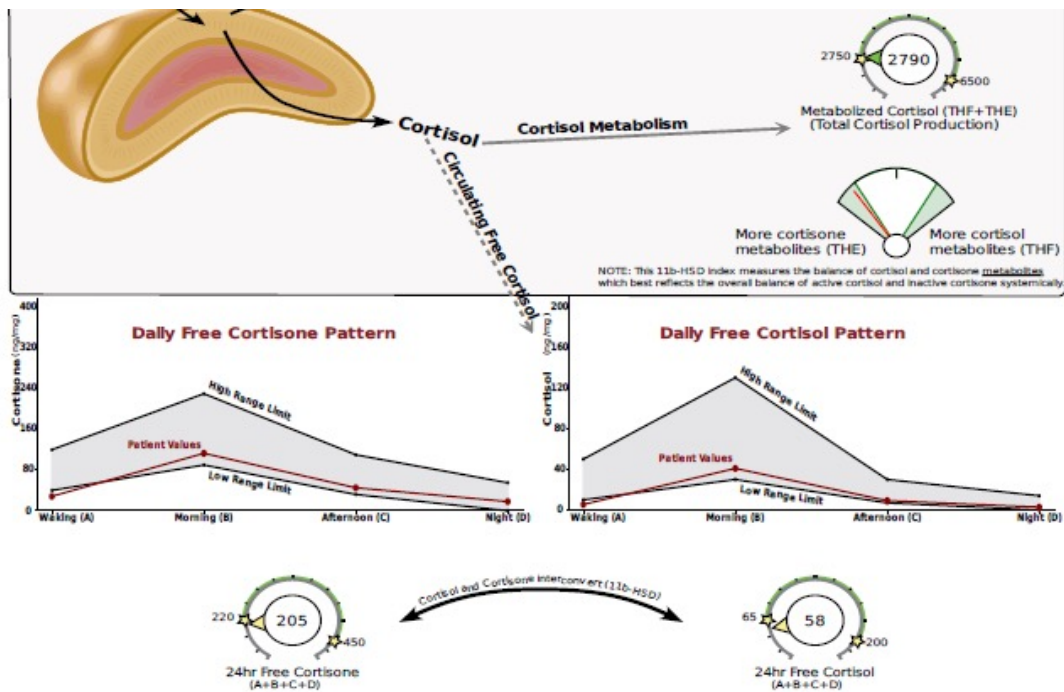 2750
2790
6500
Metabolized Cortisol (THF+THE)
(Total Cortisol Production)
Cortisol
Cortisol Metabolism
Circulating Free Cortisol
More cortisone
metabolites (THE)
More cortisol
metabolites (THF)
NOTE: This 11b-HSD index measures the balance of cortisol and cortisone metabolites
which best reflects the overall balance of active cortisol and inactive cortisone systemically.
Daily Free Cortisone Pattern
Cortisone (ng/mg)
400
320
240
160
80
0
High Range Limit
Patient Values
Low Range Limit
Waking (A)
Morning (B)
Afternoon (C)
Night (D)
Daily Free Cortisol Pattern
Cortisol (ng/mg)
200
160
120
80
40
0
High Range Limit
Patient Values
Low Range Limit
Waking (A)
Morning (B)
Afternoon (C)
Night (D)
Cortisol and Cortisone interconvert (11b-HSD)
220
205
450
24hr Free Cortisone
(A+B+C+D)
65
58
200
24hr Free Cortisol
(A+B+C+D)